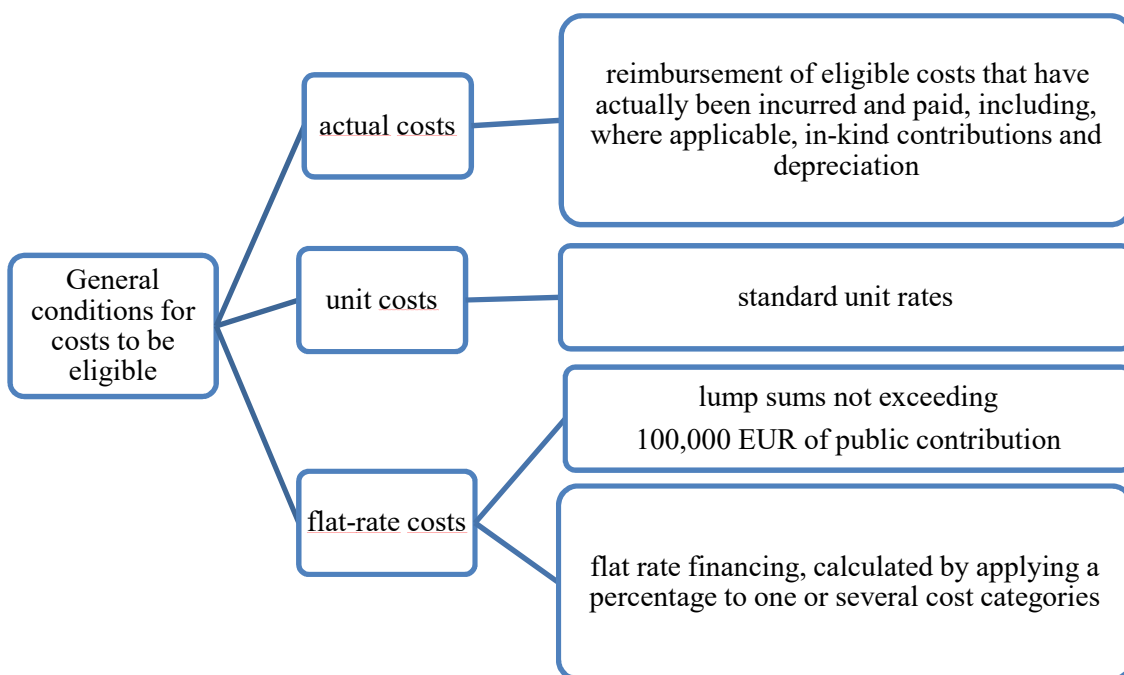 General
conditions for
costs to be
eligible
actual costs
reimbursement of eligible costs that have
actually been incurred and paid, including,
where applicable, in-kind contributions and
depreciation
unit costs
standard unit rates
flat-rate costs
lump sums not exceeding
100,000 EUR of public contribution
flat rate financing, calculated by applying a
percentage to one or several cost categories